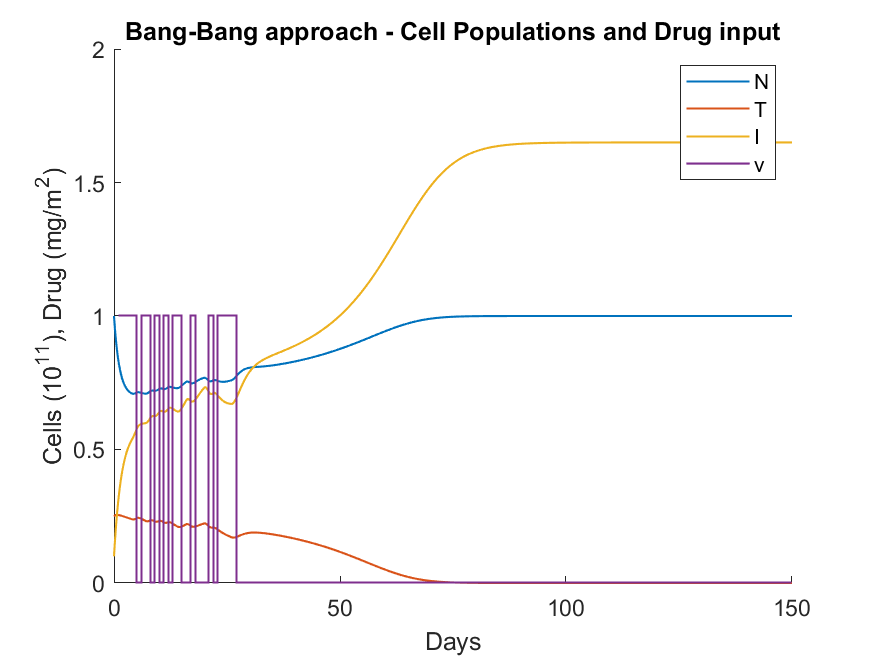 Bang-Bang approach - Cell Populations and Drug input
2
N
T
I
v
1.5
1
0.5
0
Cells (10^11), Drug (mg/m^2)
0
50
100
150
Days